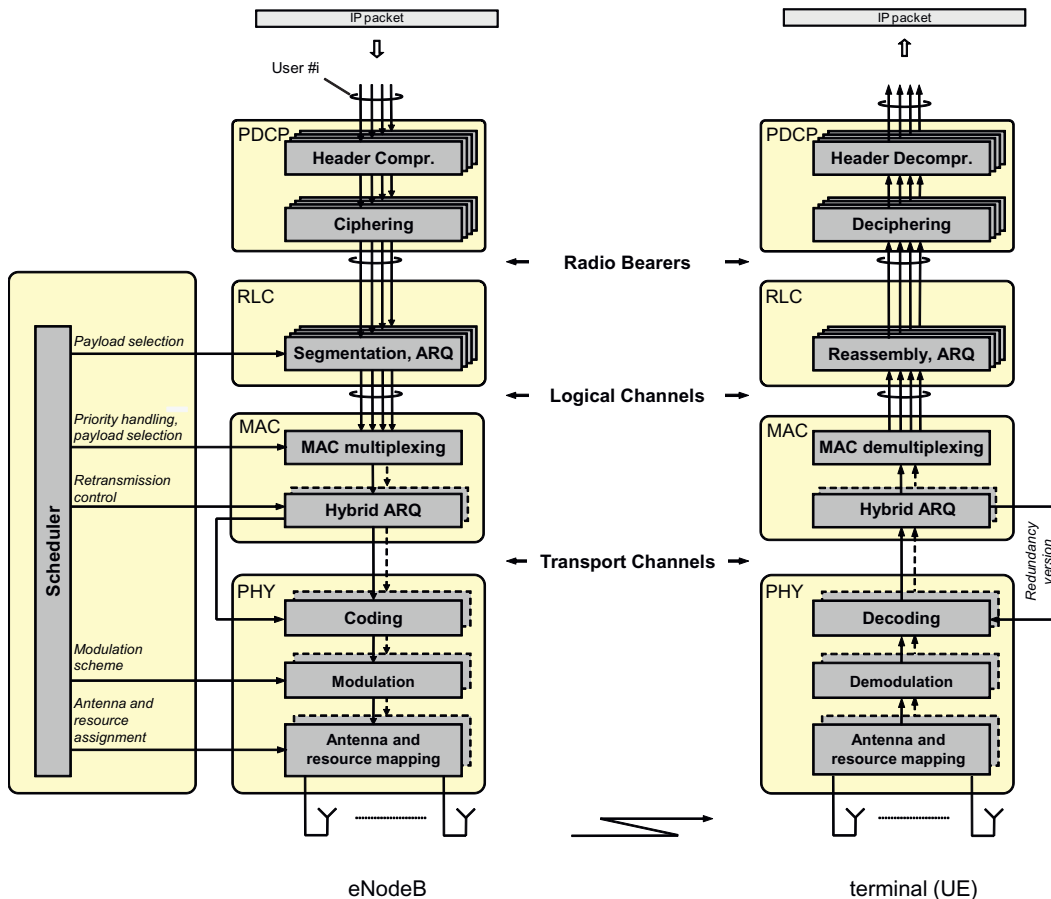 IP packet
IP packet
User #i
PDCP
Header Compr.
Ciphering
PDCP
Header Decompr.
Deciphering
Radio Bearers
RLC
Segmentation, ARQ
RLC
Reassembly, ARQ
Logical Channels
Scheduler
Payload selection
Priority handling,
payload selection
Retransmission
control
Modulation
scheme
Antenna and
resource
assignment
MAC
MAC multiplexing
Hybrid ARQ
MAC
MAC demultiplexing
Hybrid ARQ
Transport Channels
Redundancy
version
PHY
Coding
Modulation
Antenna and
resource mapping
PHY
Decoding
Demodulation
Antenna and
resource mapping
eNodeB
terminal (UE)